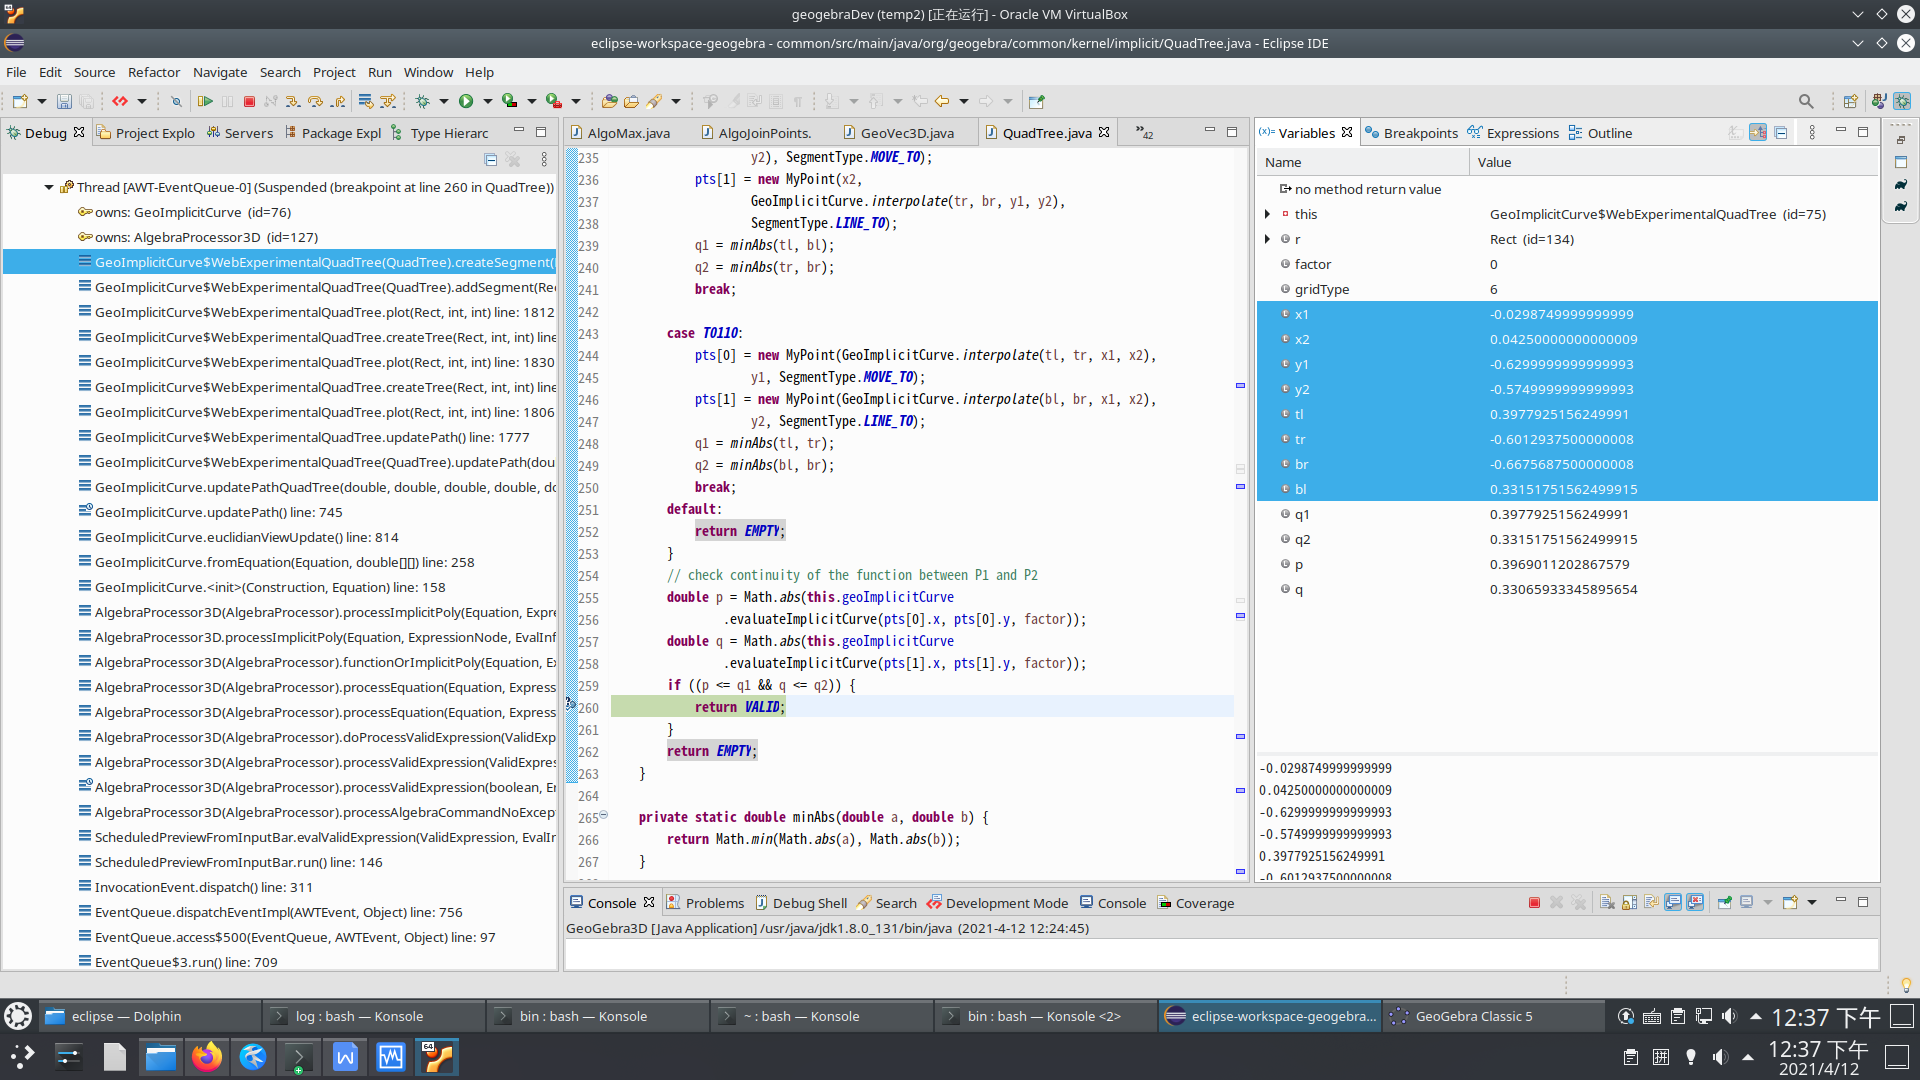 geogebraDev (temp2) [正在运行] - Oracle VM VirtualBox
eclipse-workspace-geogebra - common/src/main/java/org/geogebra/common/kernel/implicit/QuadTree.java - Eclipse IDE
File Edit Source Refactor Navigate Search Project Run Window Help
Debug Project Explo Servers Package Expl Type Hierarc
Thread [AWT-EventQueue-0] (Suspended (breakpoint at line 260 in QuadTree))
owns: GeoImplicitCurve (id=76)
owns: AlgebraProcessor3D (id=127)
GeoImplicitCurve$WebExperimentalQuadTree(QuadTree).createSegment(
GeoImplicitCurve$WebExperimentalQuadTree(QuadTree).addSegment(Re
GeoImplicitCurve$WebExperimentalQuadTree.plot(Rect, int, int) line: 1812
GeoImplicitCurve$WebExperimentalQuadTree.createTree(Rect, int, int) line
GeoImplicitCurve$WebExperimentalQuadTree.plot(Rect, int, int) line: 1830
GeoImplicitCurve$WebExperimentalQuadTree.createTree(Rect, int, int) line
GeoImplicitCurve$WebExperimentalQuadTree.plot(Rect, int, int) line: 1806
GeoImplicitCurve$WebExperimentalQuadTree.updatePath() line: 1777
GeoImplicitCurve$WebExperimentalQuadTree(QuadTree).updatePath(dou
GeoImplicitCurve.updatePathQuadTree(double, double, double, double, dc
GeoImplicitCurve.updatePath() line: 745
GeoImplicitCurve.euclidianViewUpdate() line: 814
GeoImplicitCurve.fromEquation(Equation, double[][]) line: 258
GeoImplicitCurve.<init>(Construction, Equation) line: 158
AlgebraProcessor3D(AlgebraProcessor).processImplicitPoly(Equation, Expre
AlgebraProcessor3D.processImplicitPoly(Equation, ExpressionNode, EvalInf
AlgebraProcessor3D(AlgebraProcessor).functionOrImplicitPoly(Equation, E
AlgebraProcessor3D(AlgebraProcessor).processEquation(Equation, Express
AlgebraProcessor3D(AlgebraProcessor).processEquation(Equation, Express
AlgebraProcessor3D(AlgebraProcessor).doProcessValidExpression(ValidExp
AlgebraProcessor3D(AlgebraProcessor).processValidExpression(ValidExpre
AlgebraProcessor3D(AlgebraProcessor).processValidExpression(boolean, E
AlgebraProcessor3D(AlgebraProcessor).processAlgebraCommandNoExcep
ScheduledPreviewFromInputBar.evalValidExpression(ValidExpression, EvalIr
ScheduledPreviewFromInputBar.run() line: 146
InvocationEvent.dispatch() line: 311
EventQueue.dispatchEventImpl(AWTEvent, Object) line: 756
EventQueue.access$500(EventQueue, AWTEvent, Object) line: 97
EventQueue$3.run() line: 709
AlgoMax.java AlgoJoinPoints. GeoVec3D.java QuadTree.java »42
235 y2), SegmentType.MOVE_TO);
236 pts[1] = new MyPoint(x2,
237 GeoImplicitCurve.interpolate(tr, br, y1, y2),
238 SegmentType.LINE_TO);
239 q1 = minAbs(tl, bl);
240 q2 = minAbs(tr, br);
241 break;
242
243 case T0110:
244 pts[0] = new MyPoint(GeoImplicitCurve.interpolate(tl, tr, x1, x2),
245 y1, SegmentType.MOVE_TO);
246 pts[1] = new MyPoint(GeoImplicitCurve.interpolate(bl, br, x1, x2),
247 y2, SegmentType.LINE_TO);
248 q1 = minAbs(tl, tr);
249 q2 = minAbs(bl, br);
250 break;
251 default:
252 return EMPTY;
253 }
254 // check continuity of the function between P1 and P2
255 double p = Math.abs(this.geoImplicitCurve
256 .evaluateImplicitCurve(pts[0].x, pts[0].y, factor));
257 double q = Math.abs(this.geoImplicitCurve
258 .evaluateImplicitCurve(pts[1].x, pts[1].y, factor));
259 if ((p <= q1 && q <= q2)) {
260 return VALID;
261 }
262 return EMPTY;
263 }
264
265 private static double minAbs(double a, double b) {
266 return Math.min(Math.abs(a), Math.abs(b));
267 }
Variables Breakpoints Expressions Outline
Name Value
no method return value
this GeoImplicitCurve$WebExperimentalQuadTree (id=75)
r Rect (id=134)
factor 0
gridType 6
x1 -0.0298749999999999
x2 0.04250000000000009
y1 -0.6299999999999993
y2 -0.5749999999999993
tl 0.3977925156249991
tr -0.6012937500000008
br -0.6675687500000008
bl 0.33151751562499915
q1 0.3977925156249991
q2 0.33151751562499915
p 0.3969011202867579
q 0.33065933345895654
-0.0298749999999999
0.04250000000000009
-0.6299999999999993
-0.5749999999999993
0.3977925156249991
-0.6012937500000008
Console Problems Debug Shell Search Development Mode Console Coverage
GeoGebra3D [Java Application] /usr/java/jdk1.8.0_131/bin/java (2021-4-12 12:24:45)
eclipse — Dolphin log : bash — Konsole bin : bash — Konsole ~ : bash — Konsole bin : bash — Konsole <2> eclipse-workspace-geogebra... GeoGebra Classic 5 12:37 下午
64 拼 12:37 下午
2021/4/12